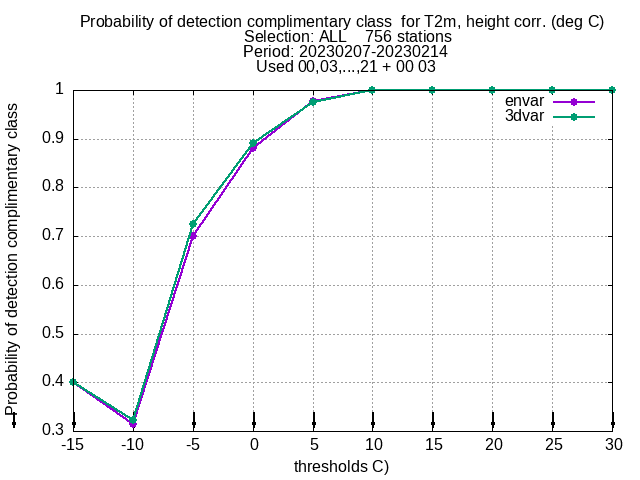 Probability of detection complimentary class  for T2m, height corr. (deg C)
Selection: ALL    756 stations
Period: 20230207-20230214
Used 00,03,...,21 + 00 03
envar
3dvar
Probability of detection complimentary class
1
0.9
0.8
0.7
0.6
0.5
0.4
0.3
-15 -10 -5 0 5 10 15 20 25 30
thresholds C)